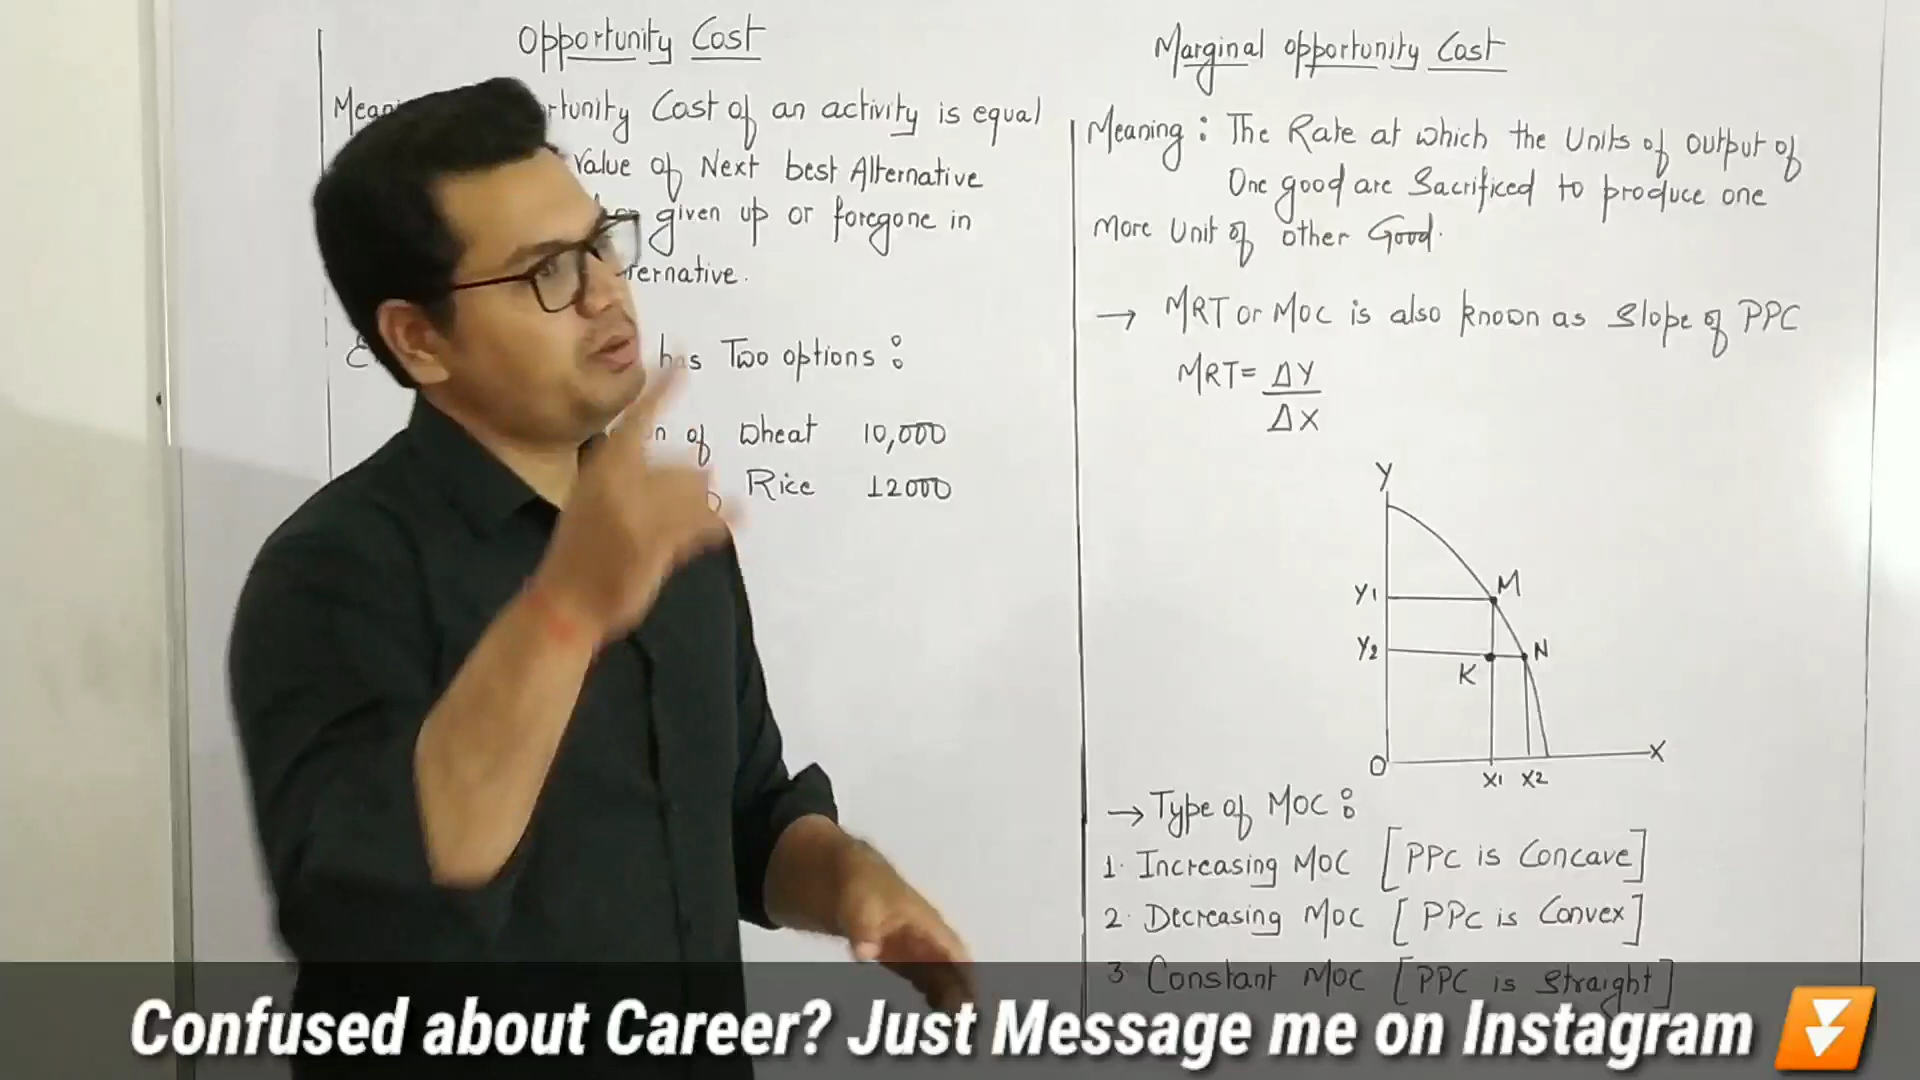 Opportunity Cost
Cost of an activity is equal
Value of Next best Alternative
given up or foregone in
has Two options :
of wheat 10,000
Rice 12000
Marginal opportunity Cost
Meaning : The Rate at which the Units of output of
One good are Sacrificed to produce one
More Unit of other Good.
→ MRT or MOC is also known as Slope of PPC
MRT = ΔY
ΔX
Y
M
Y1
Y2
N
K
O
X
X1 X2
→ Type of MOC :
1. Increasing MOC [PPC is Concave]
2. Decreasing MOC [PPC is Convex]
3 Constant MOC [PPC is Straight]
Confused about Career? Just Message me on Instagram